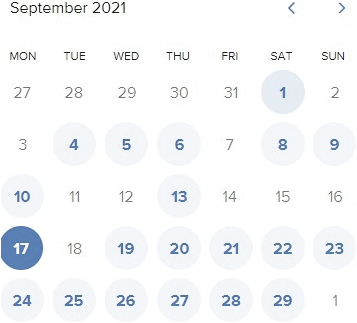 September 2021 < >
MON TUE WED THU FRI SAT SUN
27 28 29 30 31 1 2
3 4 5 6 7 8 9
10 11 12 13 14 15 16
17 18 19 20 21 22 23
24 25 26 27 28 29 1